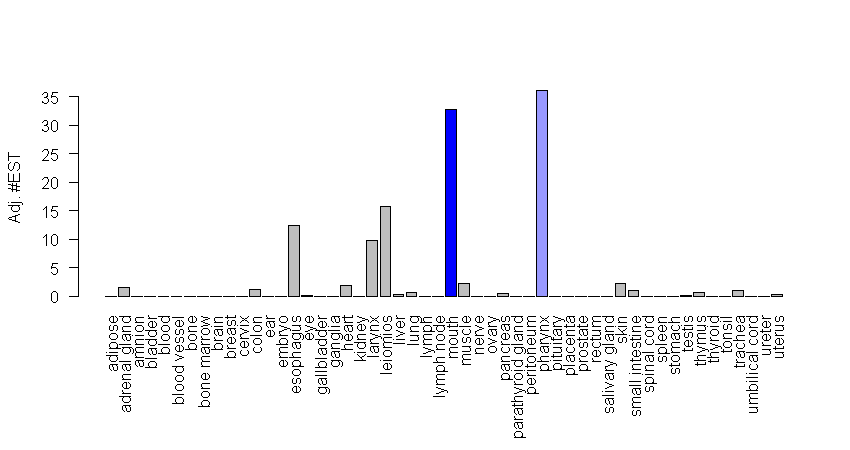 Adj. #EST
35
30
25
20
15
10
5
0
adipose
adrenal gland
amnion
bladder
blood
blood vessel
bone
bone marrow
brain
breast
cervix
colon
ear
embryo
esophagus
eye
gallbladder
ganglia
heart
kidney
larynx
leiomios
liver
lung
lymph
lymph node
mouth
muscle
nerve
ovary
pancreas
parathyroid gland
peritoneum
pharynx
pituitary
placenta
prostate
rectum
salivary gland
skin
small intestine
spinal cord
spleen
stomach
testis
thymus
thyroid
tonsil
trachea
umbilical cord
ureter
uterus